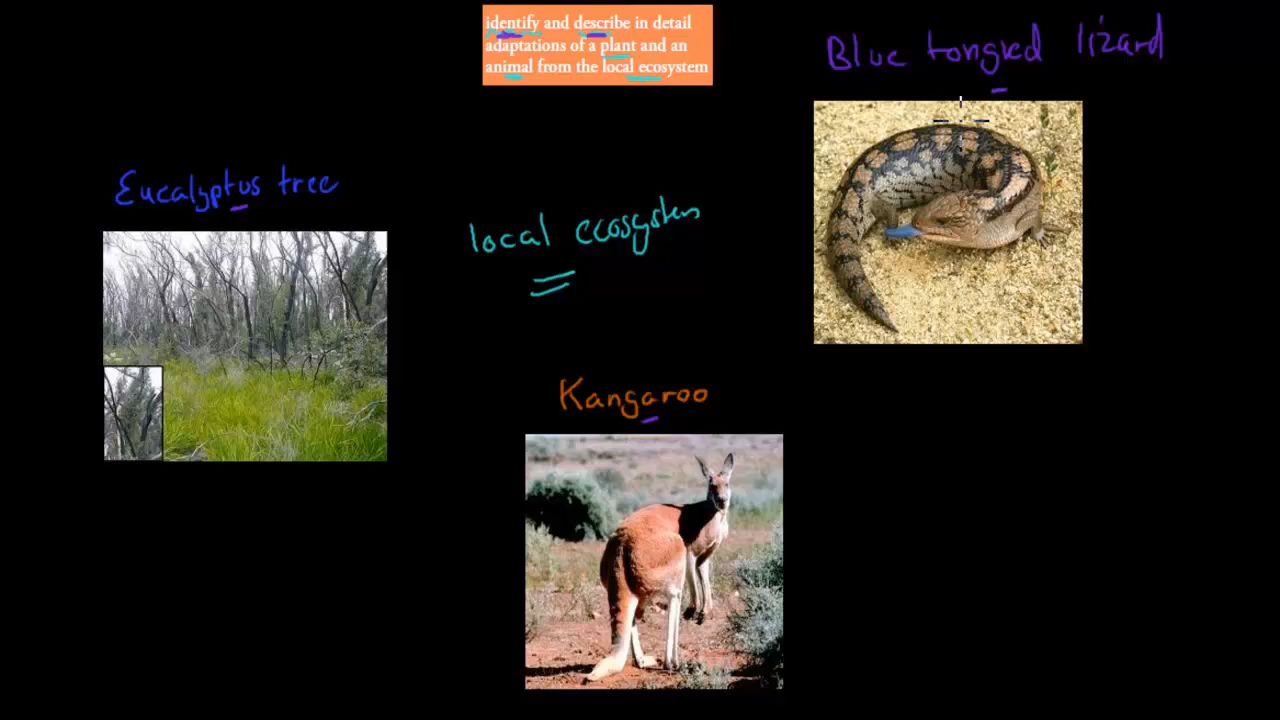 identify and describe in detail
adaptations of a plant and an
animal from the local ecosystem
Blue tongued lizard
Eucalyptus tree
local ecosystem
Kangaroo